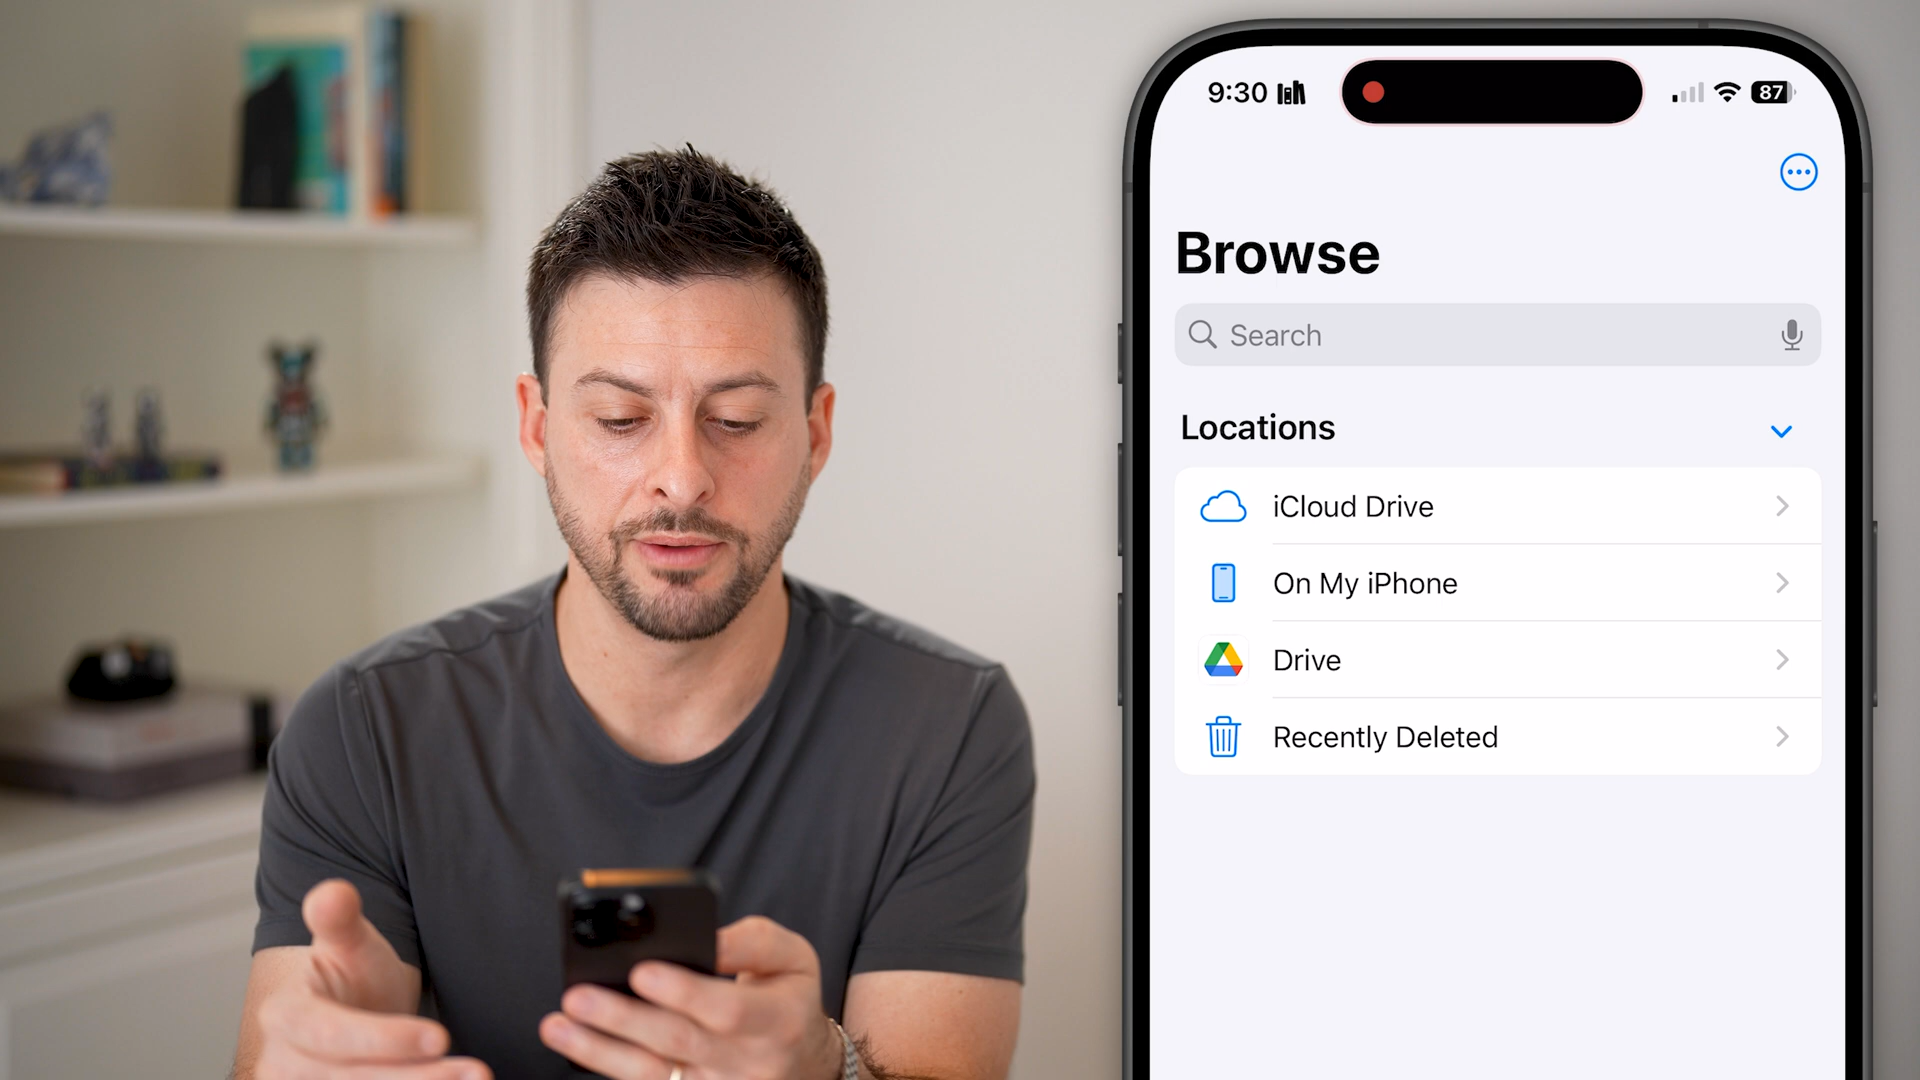 9:30
87
Browse
Search
Locations
iCloud Drive
On My iPhone
Drive
Recently Deleted